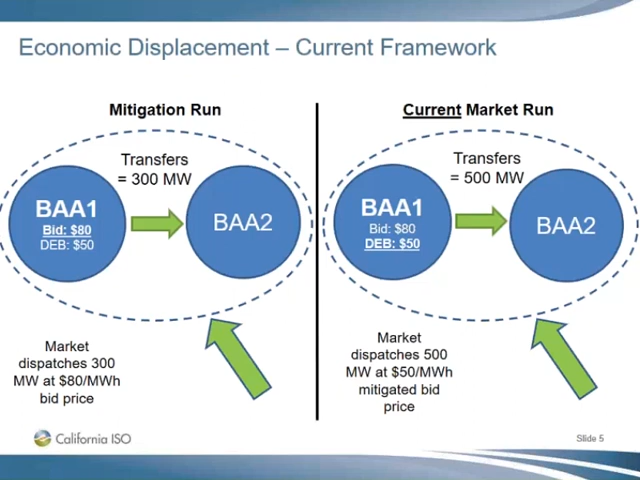 Economic Displacement – Current Framework
Mitigation Run
Transfers
= 300 MW
BAA1
Bid: $80
DEB: $50
BAA2
Market
dispatches 300
MW at $80/MWh
bid price
Current Market Run
Transfers
= 500 MW
BAA1
Bid: $80
DEB: $50
BAA2
Market
dispatches 500
MW at $50/MWh
mitigated bid
price
California ISO
Slide 5